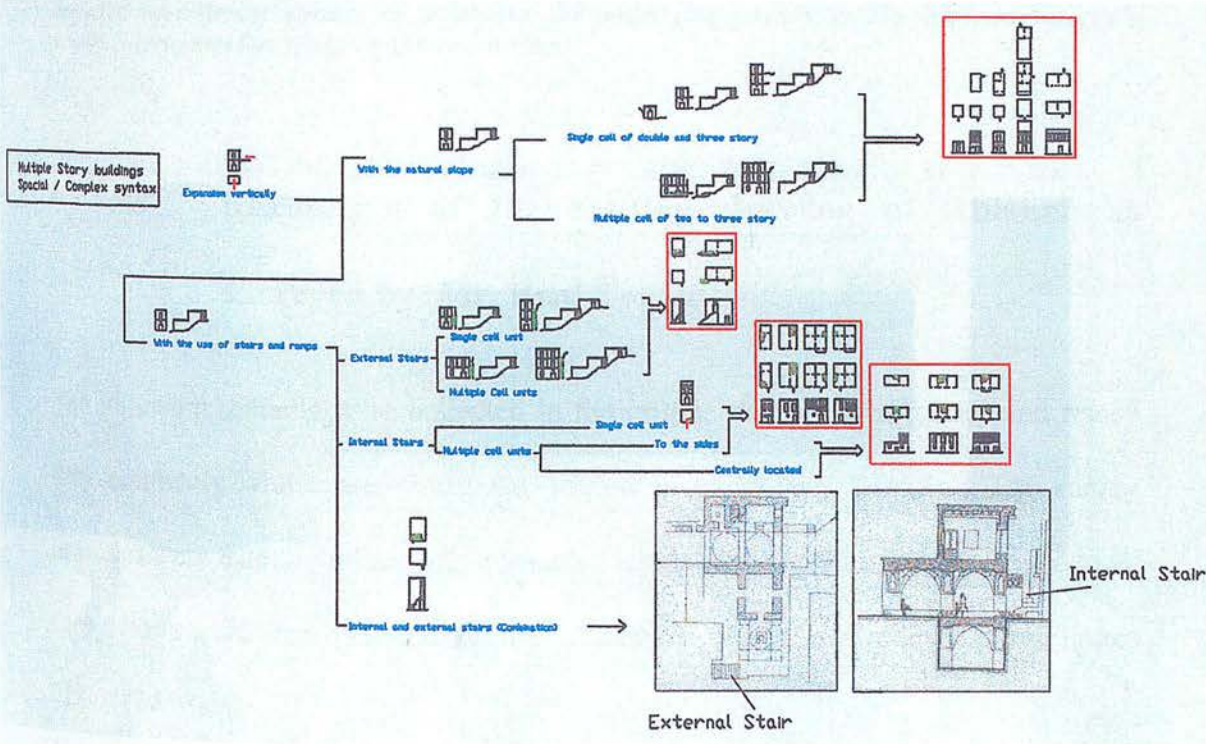 Multiple Story buildings
Spacial / Complex syntax
Expansion vertically
With the natural slope
Single cell of double and three story
Multiple cell of two to three story
With the use of stairs and ramps
External Stairs
Single cell unit
Multiple Cell units
Internal Stairs
Single cell unit
Multiple cell units
To the sides
Centrally located
Internal and external stairs (Combination)
Internal Stair
External Stair